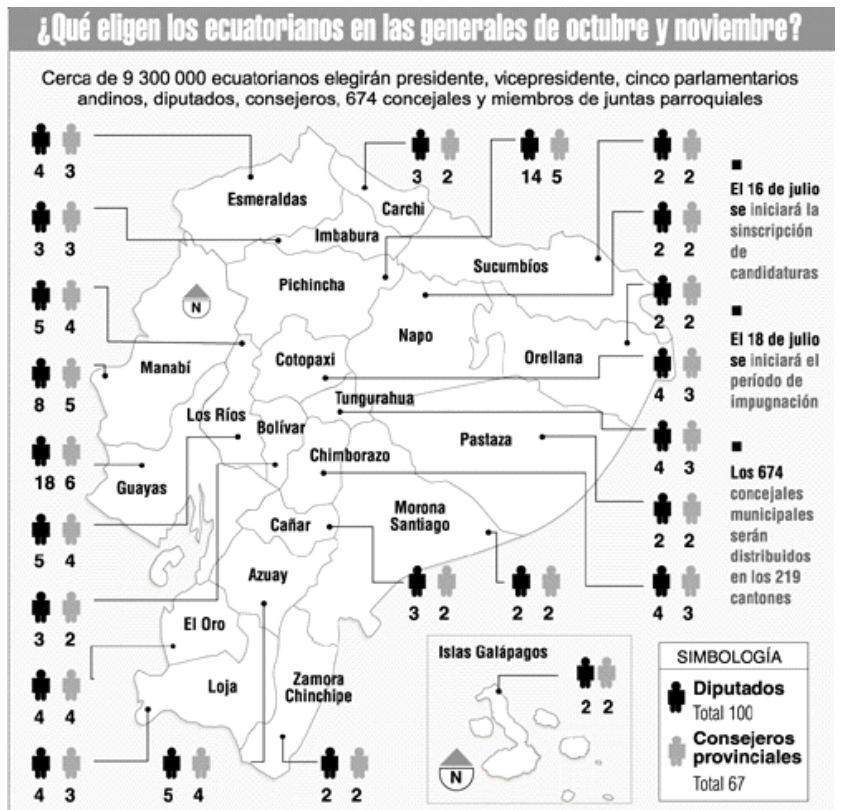 ¿Qué eligen los ecuatorianos en las generales de octubre y noviembre?
Cerca de 9 300 000 ecuatorianos elegirán presidente, vicepresidente, cinco parlamentarios
andinos, diputados, consejeros, 674 concejales y miembros de juntas parroquiales
4 3
3 2
14 5
2 2
Esmeraldas
Carchi
Imbabura
3 3
2 2
Pichincha
Sucumbíos
N
5 4
2 2
Napo
Manabí
Cotopaxi
Orellana
8 5
4 3
Tungurahua
Los Ríos
Bolívar
Pastaza
Chimborazo
18 6
4 3
Guayas
Morona
Santiago
Cañar
5 4
2 2
Azuay
3 2
3 2
2 2
4 3
El Oro
Loja
Zamora
Chinchipe
4 4
4 3
5 4
2 2
El 16 de julio
se iniciará la
sinscripción
de
candidaturas
El 18 de julio
se iniciará el
período de
impugnación
Los 674
concejales
municipales
serán
distribuidos
en los 219
cantones
Islas Galápagos
2 2
N
SIMBOLOGÍA
Diputados
Total 100
Consejeros
provinciales
Total 67